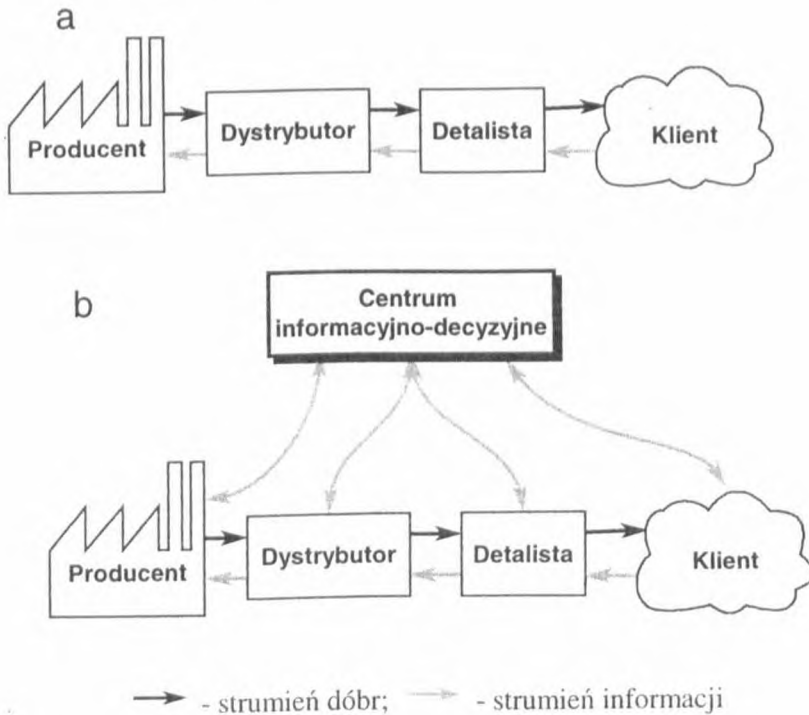 a
Producent
Dystrybutor
Detalista
Klient
b
Centrum
informacyjno-decyzyjne
Producent
Dystrybutor
Detalista
Klient
- strumień dóbr; - strumień informacji